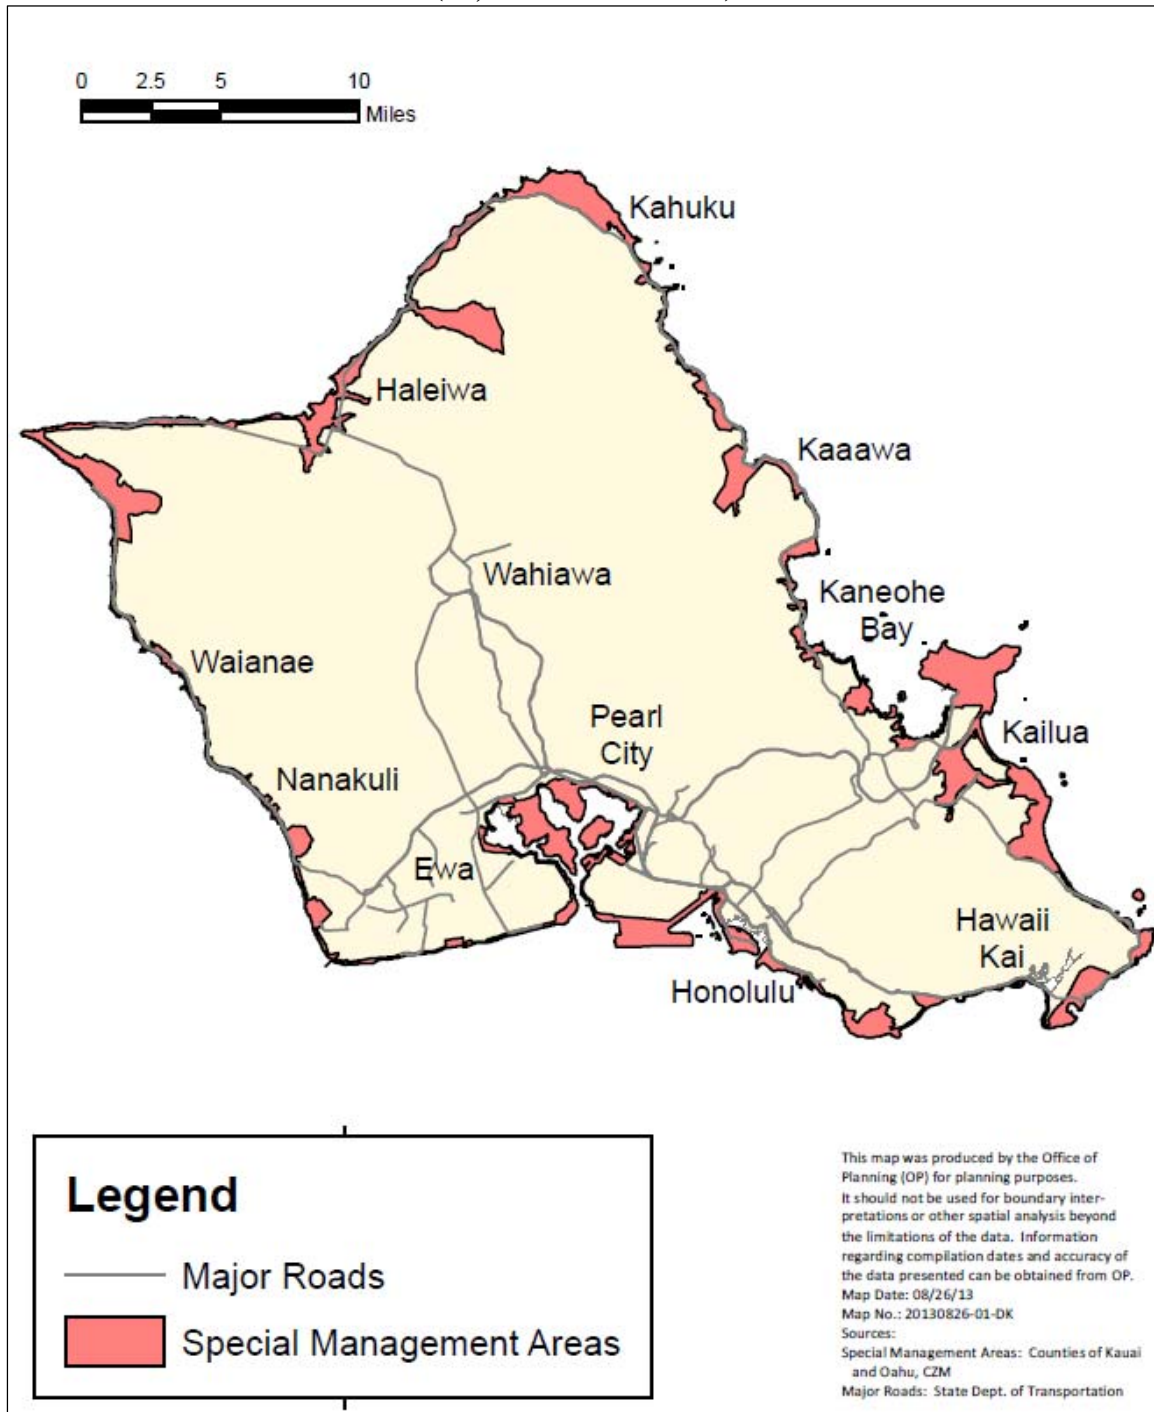 0 2.5 5 10
Miles
Kahuku
Haleiwa
Kaaawa
Wahiawa
Kaneohe
Bay
Waianae
Pearl
City
Kailua
Nanakuli
Ewa
Hawaii
Kai
Honolulu
Legend
Major Roads
Special Management Areas
This map was produced by the Office of
Planning (OP) for planning purposes.
It should not be used for boundary inter-
pretations or other spatial analysis beyond
the limitations of the data. Information
regarding compilation dates and accuracy of
the data presented can be obtained from OP.
Map Date: 08/26/13
Map No.: 20130826-01-DK
Sources:
Special Management Areas: Counties of Kauai
and Oahu, CZM
Major Roads: State Dept. of Transportation